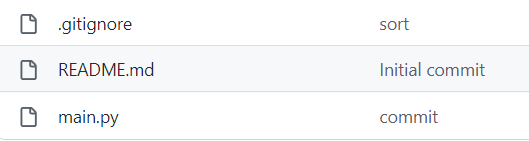 .gitignore sort
README.md Initial commit
main.py commit